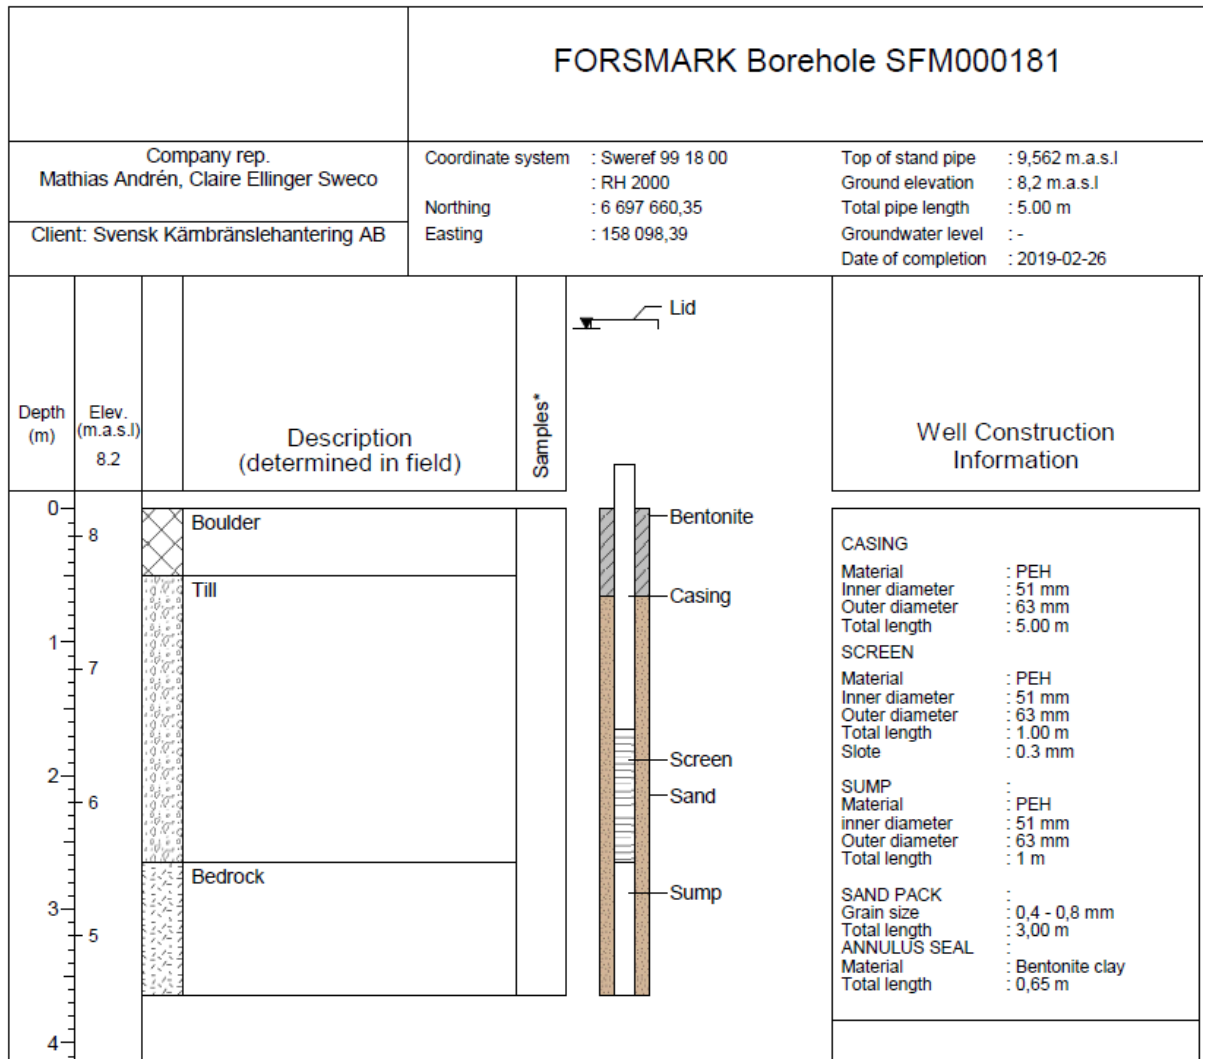 FORSMARK Borehole SFM000181
Company rep.
Mathias Andrén, Claire Ellinger Sweco
Client: Svensk Kärnbränslehantering AB
Coordinate system : Sweref 99 18 00
: RH 2000
Northing : 6 697 660,35
Easting : 158 098,39
Top of stand pipe : 9,562 m.a.s.l
Ground elevation : 8,2 m.a.s.l
Total pipe length : 5.00 m
Groundwater level : -
Date of completion : 2019-02-26
Depth
(m)
Elev.
(m.a.s.l)
8.2
Description
(determined in field)
Samples*
Lid
Well Construction
Information
0
8
1
7
2
6
3
5
4
Boulder
Till
Bedrock
Bentonite
Casing
Screen
Sand
Sump
CASING
Material : PEH
Inner diameter : 51 mm
Outer diameter : 63 mm
Total length : 5.00 m
SCREEN
Material : PEH
Inner diameter : 51 mm
Outer diameter : 63 mm
Total length : 1.00 m
Slote : 0.3 mm
SUMP :
Material : PEH
inner diameter : 51 mm
Outer diameter : 63 mm
Total length : 1 m
SAND PACK :
Grain size : 0,4 - 0,8 mm
Total length : 3,00 m
ANNULUS SEAL :
Material : Bentonite clay
Total length : 0,65 m